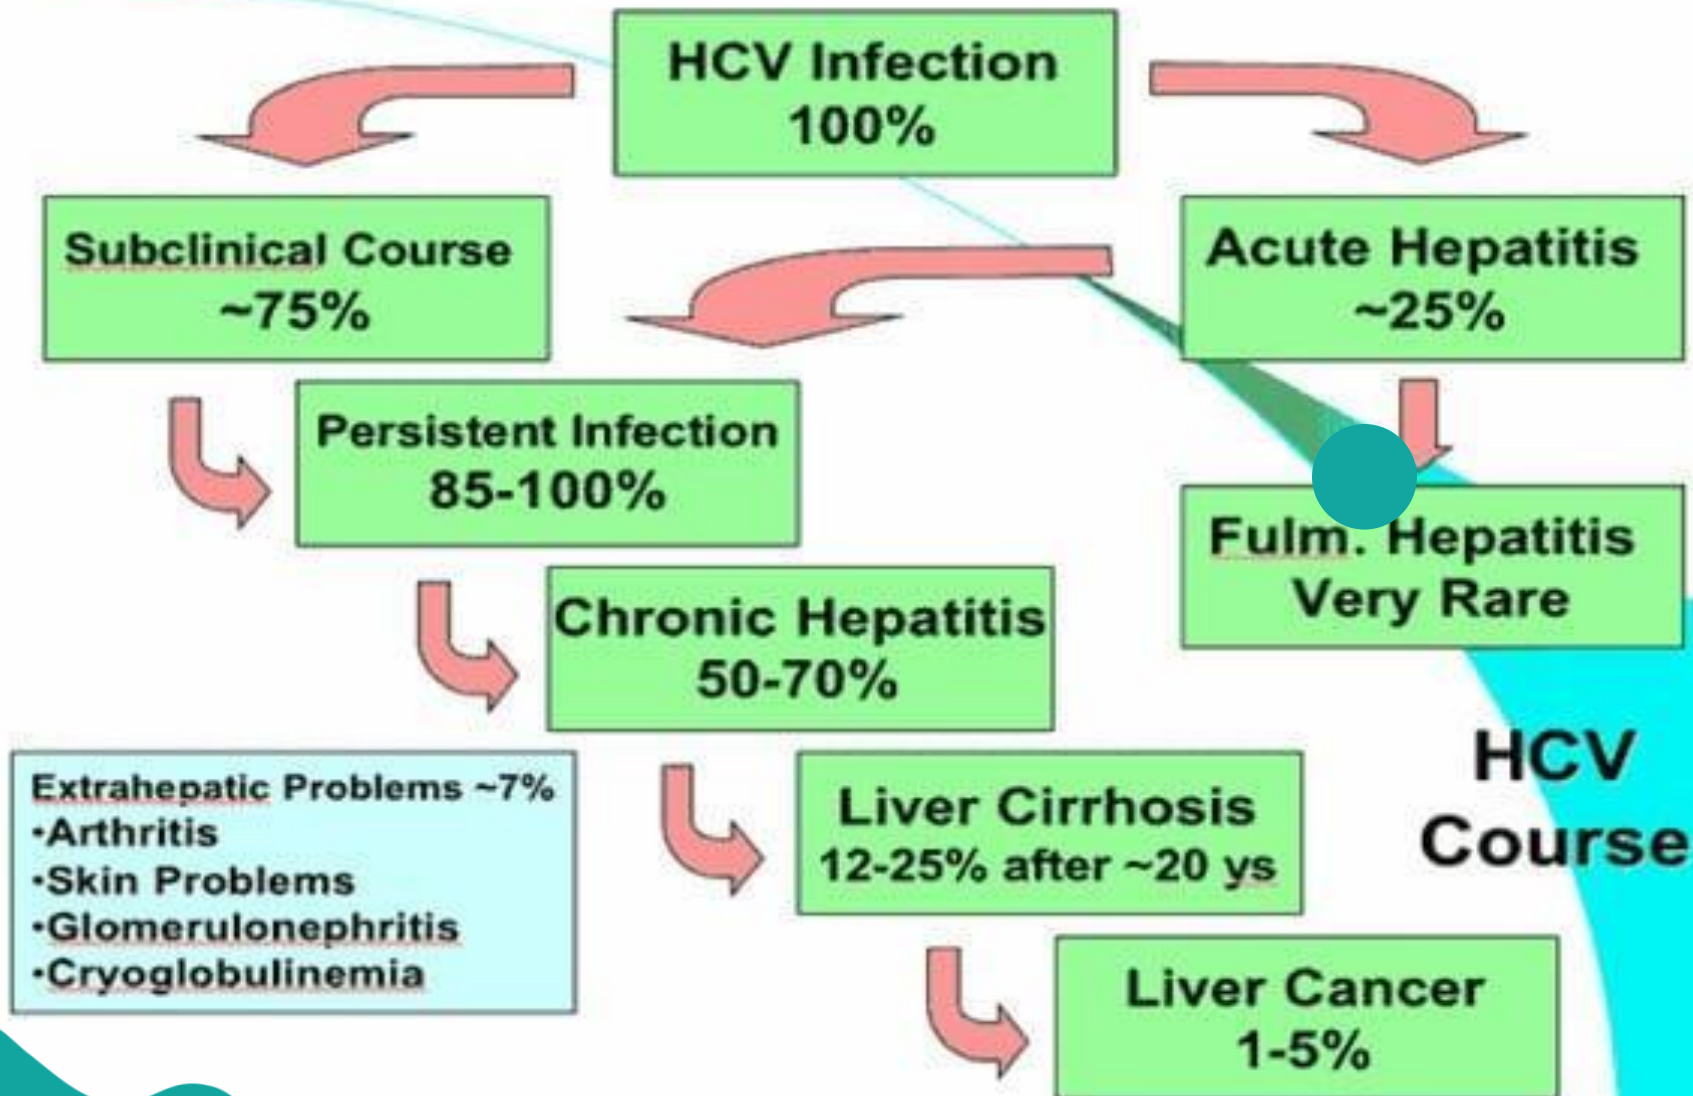 HCV Infection
100%
Subclinical Course
~75%
Acute Hepatitis
~25%
Persistent Infection
85-100%
Fulm. Hepatitis
Very Rare
Chronic Hepatitis
50-70%
Extrahepatic Problems ~7%
•Arthritis
•Skin Problems
•Glomerulonephritis
•Cryoglobulinemia
Liver Cirrhosis
12-25% after ~20 ys
HCV
Course
Liver Cancer
1-5%